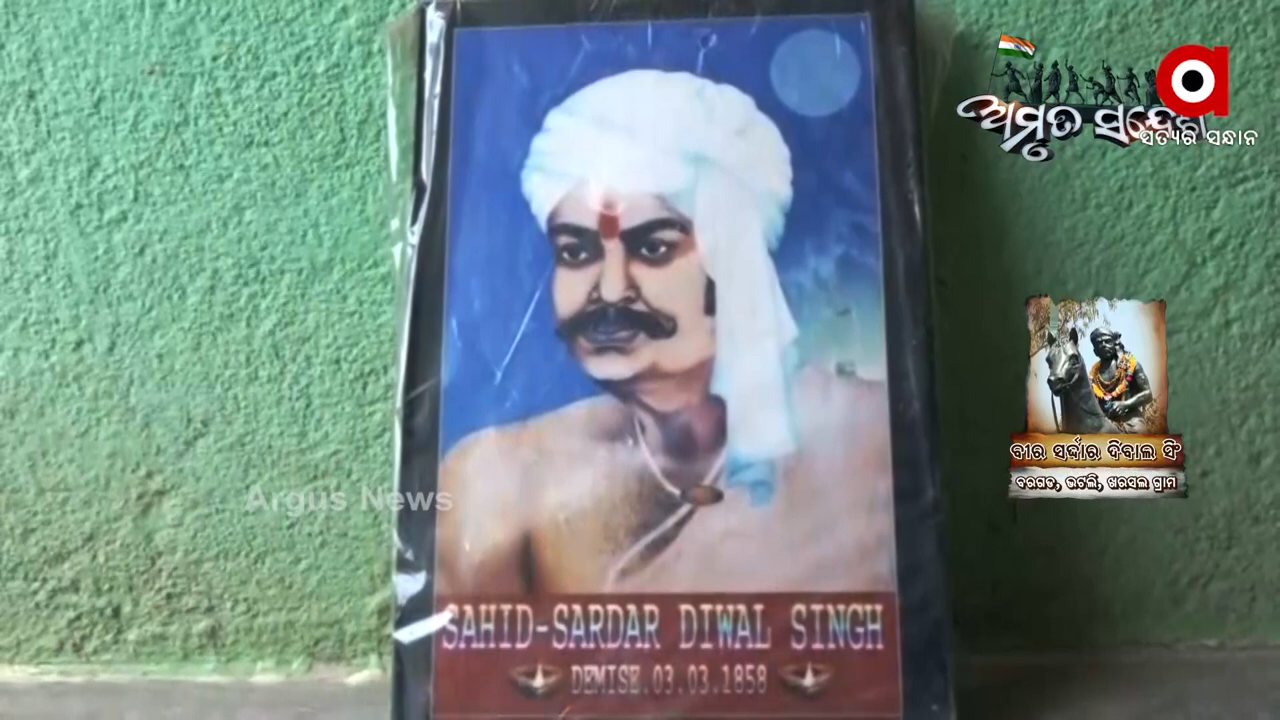 ଅମୃତ ସନ୍ଦେଶ
ସତ୍ୟର ସନ୍ଧାନ
ବୀର ସର୍ଦ୍ଦାର ଦିବାଲ ସିଂ
ବରଗଡ, ଭଟଲି, ଖରସଲ ଗ୍ରାମ
Argus News
SAHID-SARDAR DIWAL SINGH
DEMISE.03.03.1858